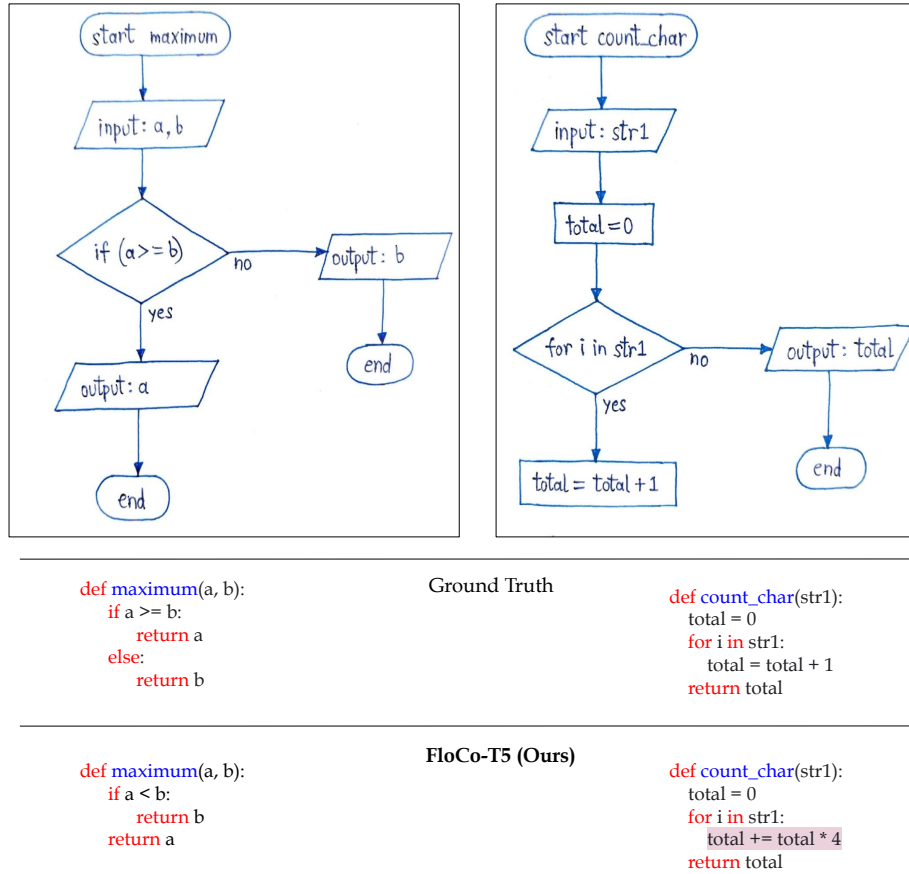 start maximum
input: a, b
if (a>= b)
no
output: b
yes
end
output: a
end
start count_char
input: str1
total=0
for i in str1
no
output: total
yes
end
total = total +1
Ground Truth
def maximum(a, b):
if a >= b:
return a
else:
return b
def count_char(str1):
total = 0
for i in str1:
total = total + 1
return total
FloCo-T5 (Ours)
def maximum(a, b):
if a < b:
return b
return a
def count_char(str1):
total = 0
for i in str1:
total += total * 4
return total